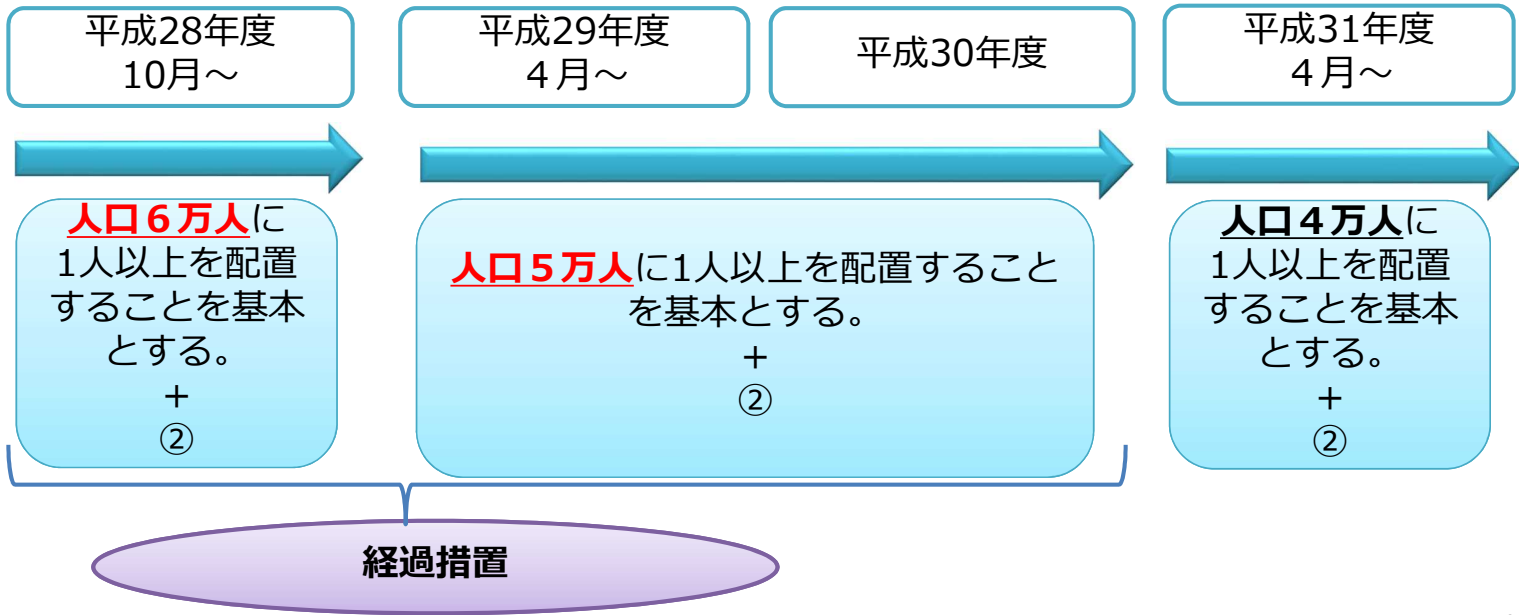 平成28年度
10月～
平成29年度
４月～
平成30年度
平成31年度
４月～
人口６万人に
1人以上を配置
することを基本
とする。
＋
②
人口５万人に1人以上を配置すること
を基本とする。
＋
②
人口４万人に
1人以上を配置
することを基本
とする。
＋
②
経過措置